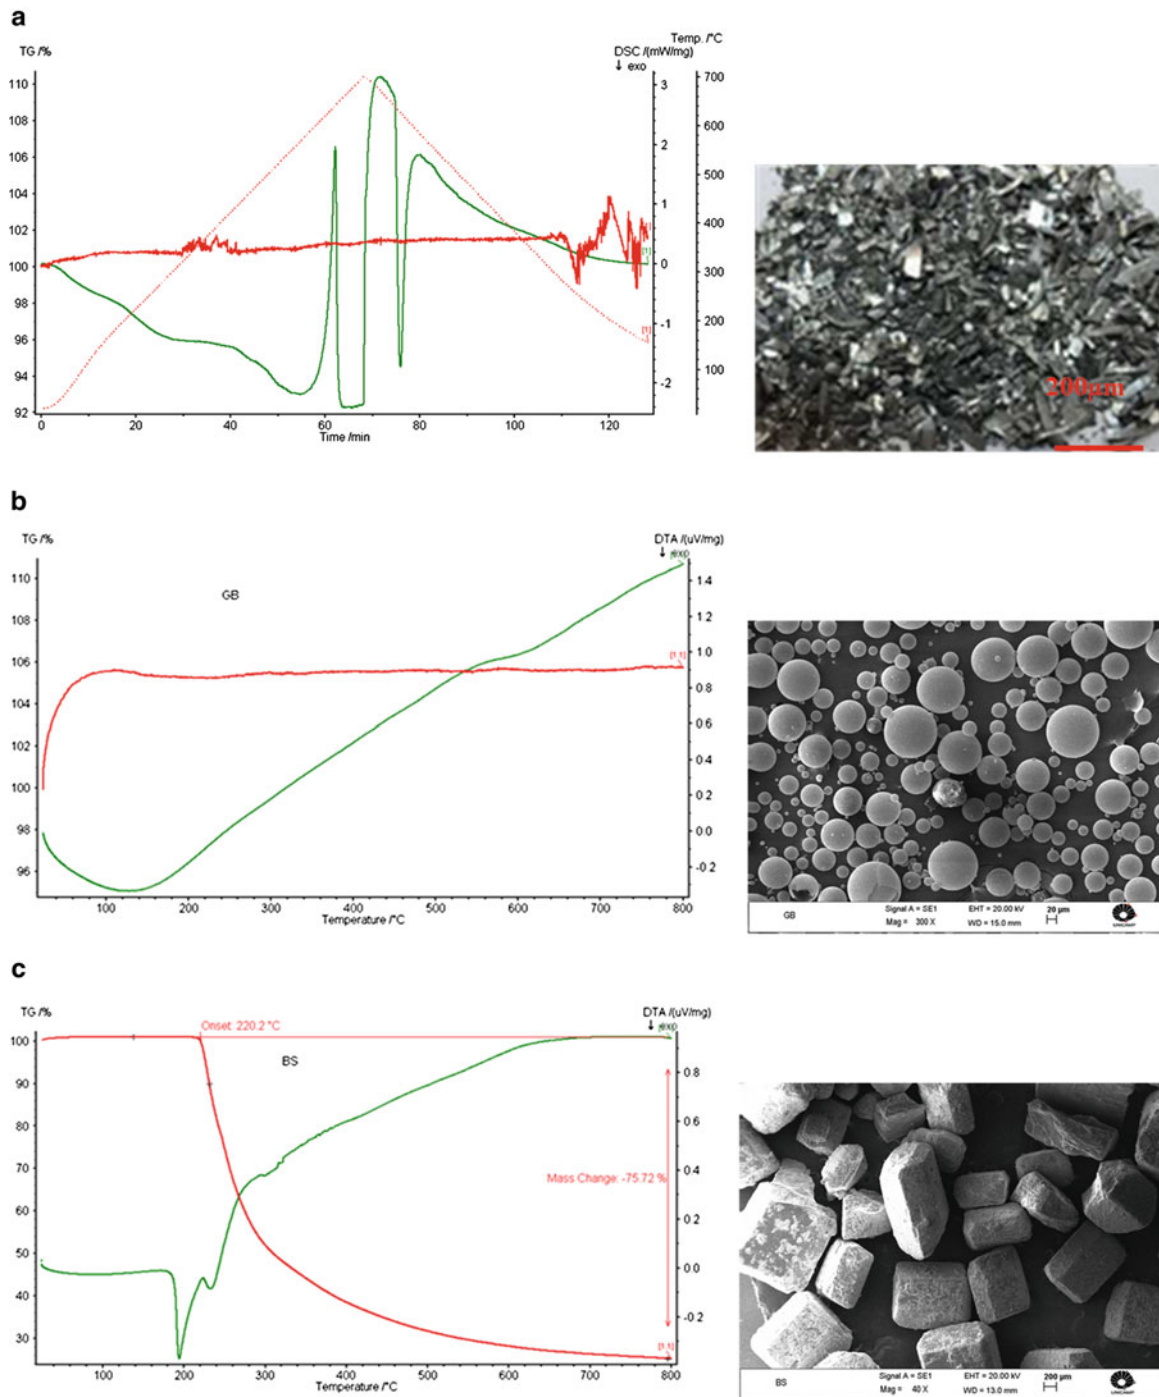 a
TG /%
Temp. /°C
DSC /(mW/mg)
↓ exo
110
108
106
104
102
100
98
96
94
92
3
2
1
0
-1
-2
700
600
500
400
300
200
100
[1]
[1]
0 20 40 60 80 100 120
Time /min
200µm
b
TG /%
DTA /(uV/mg)
↓ exo
GB
110
108
106
104
102
100
98
96
1.4
1.2
1.0
0.8
0.6
0.4
0.2
0.0
-0.2
[1.1]
100 200 300 400 500 600 700 800
Temperature /°C
GB
Signal A = SE1
Mag = 300 X
EHT = 20.00 kV
WD = 15.0 mm
20 µm
UNICAMP
c
TG /%
DTA /(uV/mg)
↓ exo
Onset: 220.2 °C
BS
100
90
80
70
60
50
40
30
0.8
0.6
0.4
0.2
0.0
-0.2
Mass Change: -75.72 %
[1.1]
100 200 300 400 500 600 700 800
Temperature /°C
BS
Signal A = SE1
Mag = 40 X
EHT = 20.00 kV
WD = 13.0 mm
200 µm
UNICAMP